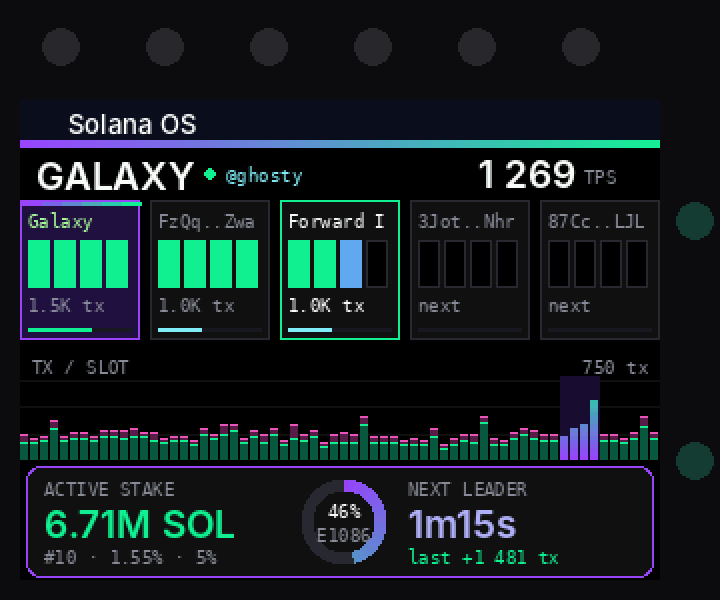 Solana OS
GALAXY @ghosty 1 269 TPS
Galaxy FzQq..Zwa Forward I 3Jot..Nhr 87Cc..LJL
1.5K tx 1.0K tx 1.0K tx next next
TX / SLOT 750 tx
ACTIVE STAKE 46% NEXT LEADER
6.71M SOL E1086 1m15s
#10 · 1.55% · 5% last +1 481 tx